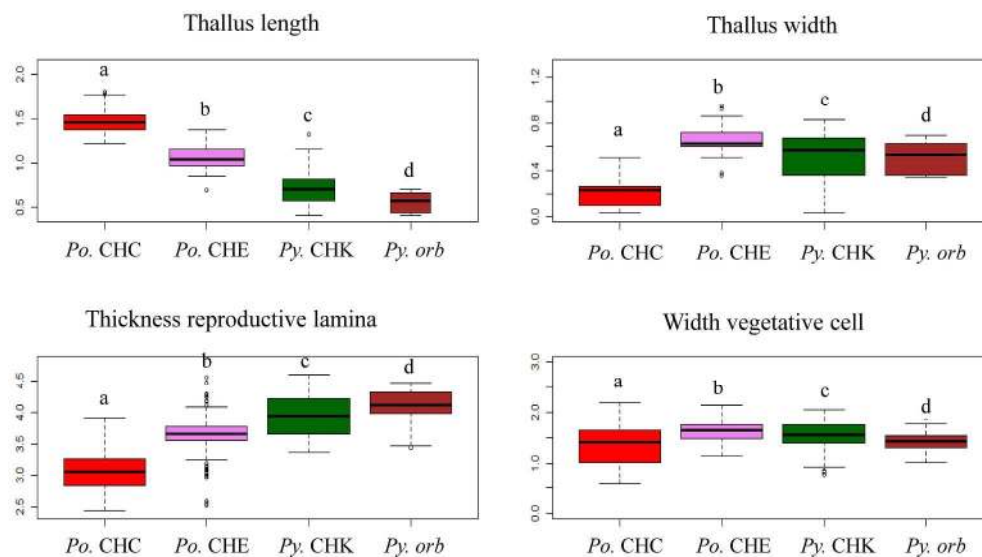 Thallus length
2.0
1.5
1.0
0.5
a
b
c
d
Po. CHC
Po. CHE
Py. CHK
Py. orb
Thallus width
1.2
0.8
0.4
0.0
a
b
c
d
Po. CHC
Po. CHE
Py. CHK
Py. orb
Thickness reproductive lamina
4.5
4.0
3.5
3.0
2.5
a
b
c
d
Po. CHC
Po. CHE
Py. CHK
Py. orb
Width vegetative cell
3.0
2.0
1.0
0.0
a
b
c
d
Po. CHC
Po. CHE
Py. CHK
Py. orb